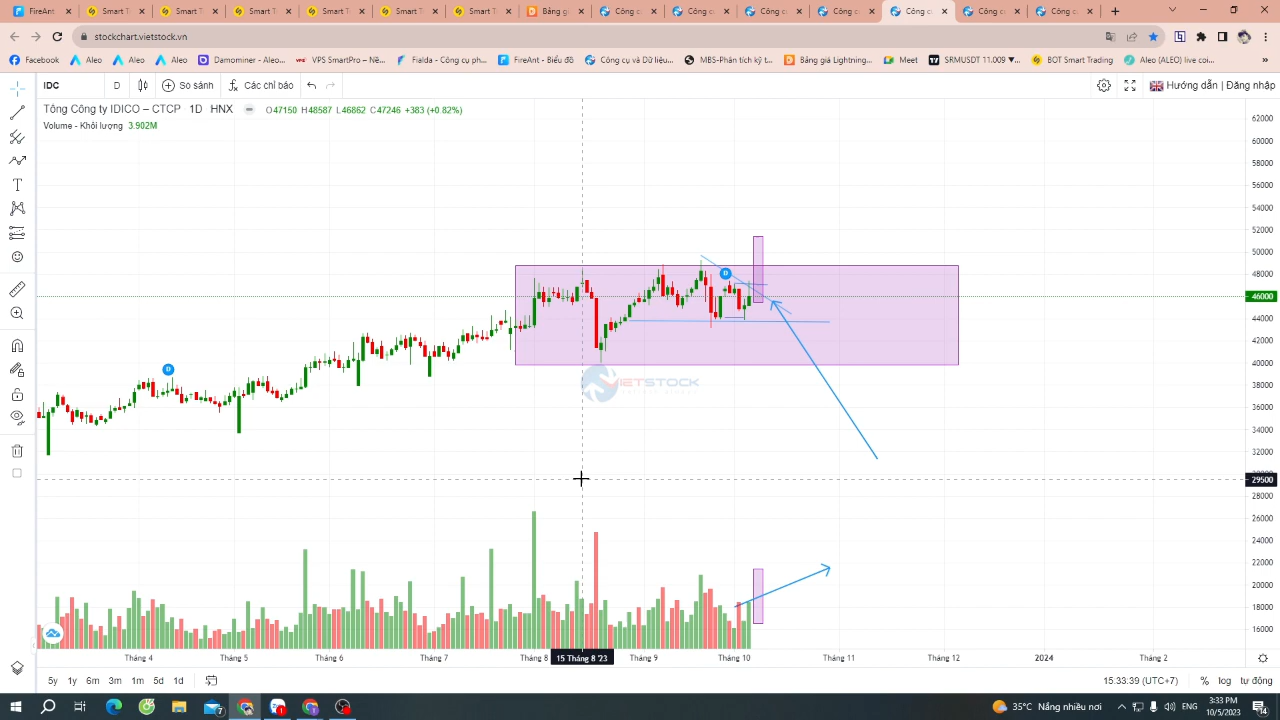 FireAnt
Smart T
Smart T
Smart T
Smart T
Smart T
Smart T
Bảng gi
Công c
Công c
Công c
Công c
Công c
Công c
Công c
stockchart.vietstock.vn
Facebook
Aleo
Aleo
Aleo
Damodiner - Aleo...
VPS SmartPro – Nề...
Fialda - Công cụ ph...
FireAnt - Biểu đồ
Công cụ và Dữ liệu...
MBS-Phân tích kỹ t...
Bảng giá Lightning...
Meet
SRMUSDT 11.009 ▼...
BOT Smart Trading
Aleo (ALEO) live co...
IDC
D
So sánh
Các chỉ báo
Hướng dẫn | Đăng nhập
Tổng Công ty IDICO – CTCP · 1D · HNX
O47150 H48587 L46862 C47246 +383 (+0.82%)
Volume - Khối lượng 3.902M
62000
60000
58000
56000
54000
52000
50000
48000
46000
44000
42000
40000
38000
36000
34000
32000
29500
28000
26000
24000
22000
20000
18000
16000
D
D
VIETSTOCK
Tháng 4
Tháng 5
Tháng 6
Tháng 7
Tháng 8
15 Tháng 8 '23
Tháng 9
Tháng 10
Tháng 11
Tháng 12
2024
Tháng 2
5y 1y 6m 3m 1m 5d 1d
15:33:39 (UTC+7)
% log tự động
7
1
1
35°C Nắng nhiều nơi
ENG
3:33 PM
10/5/2023
14